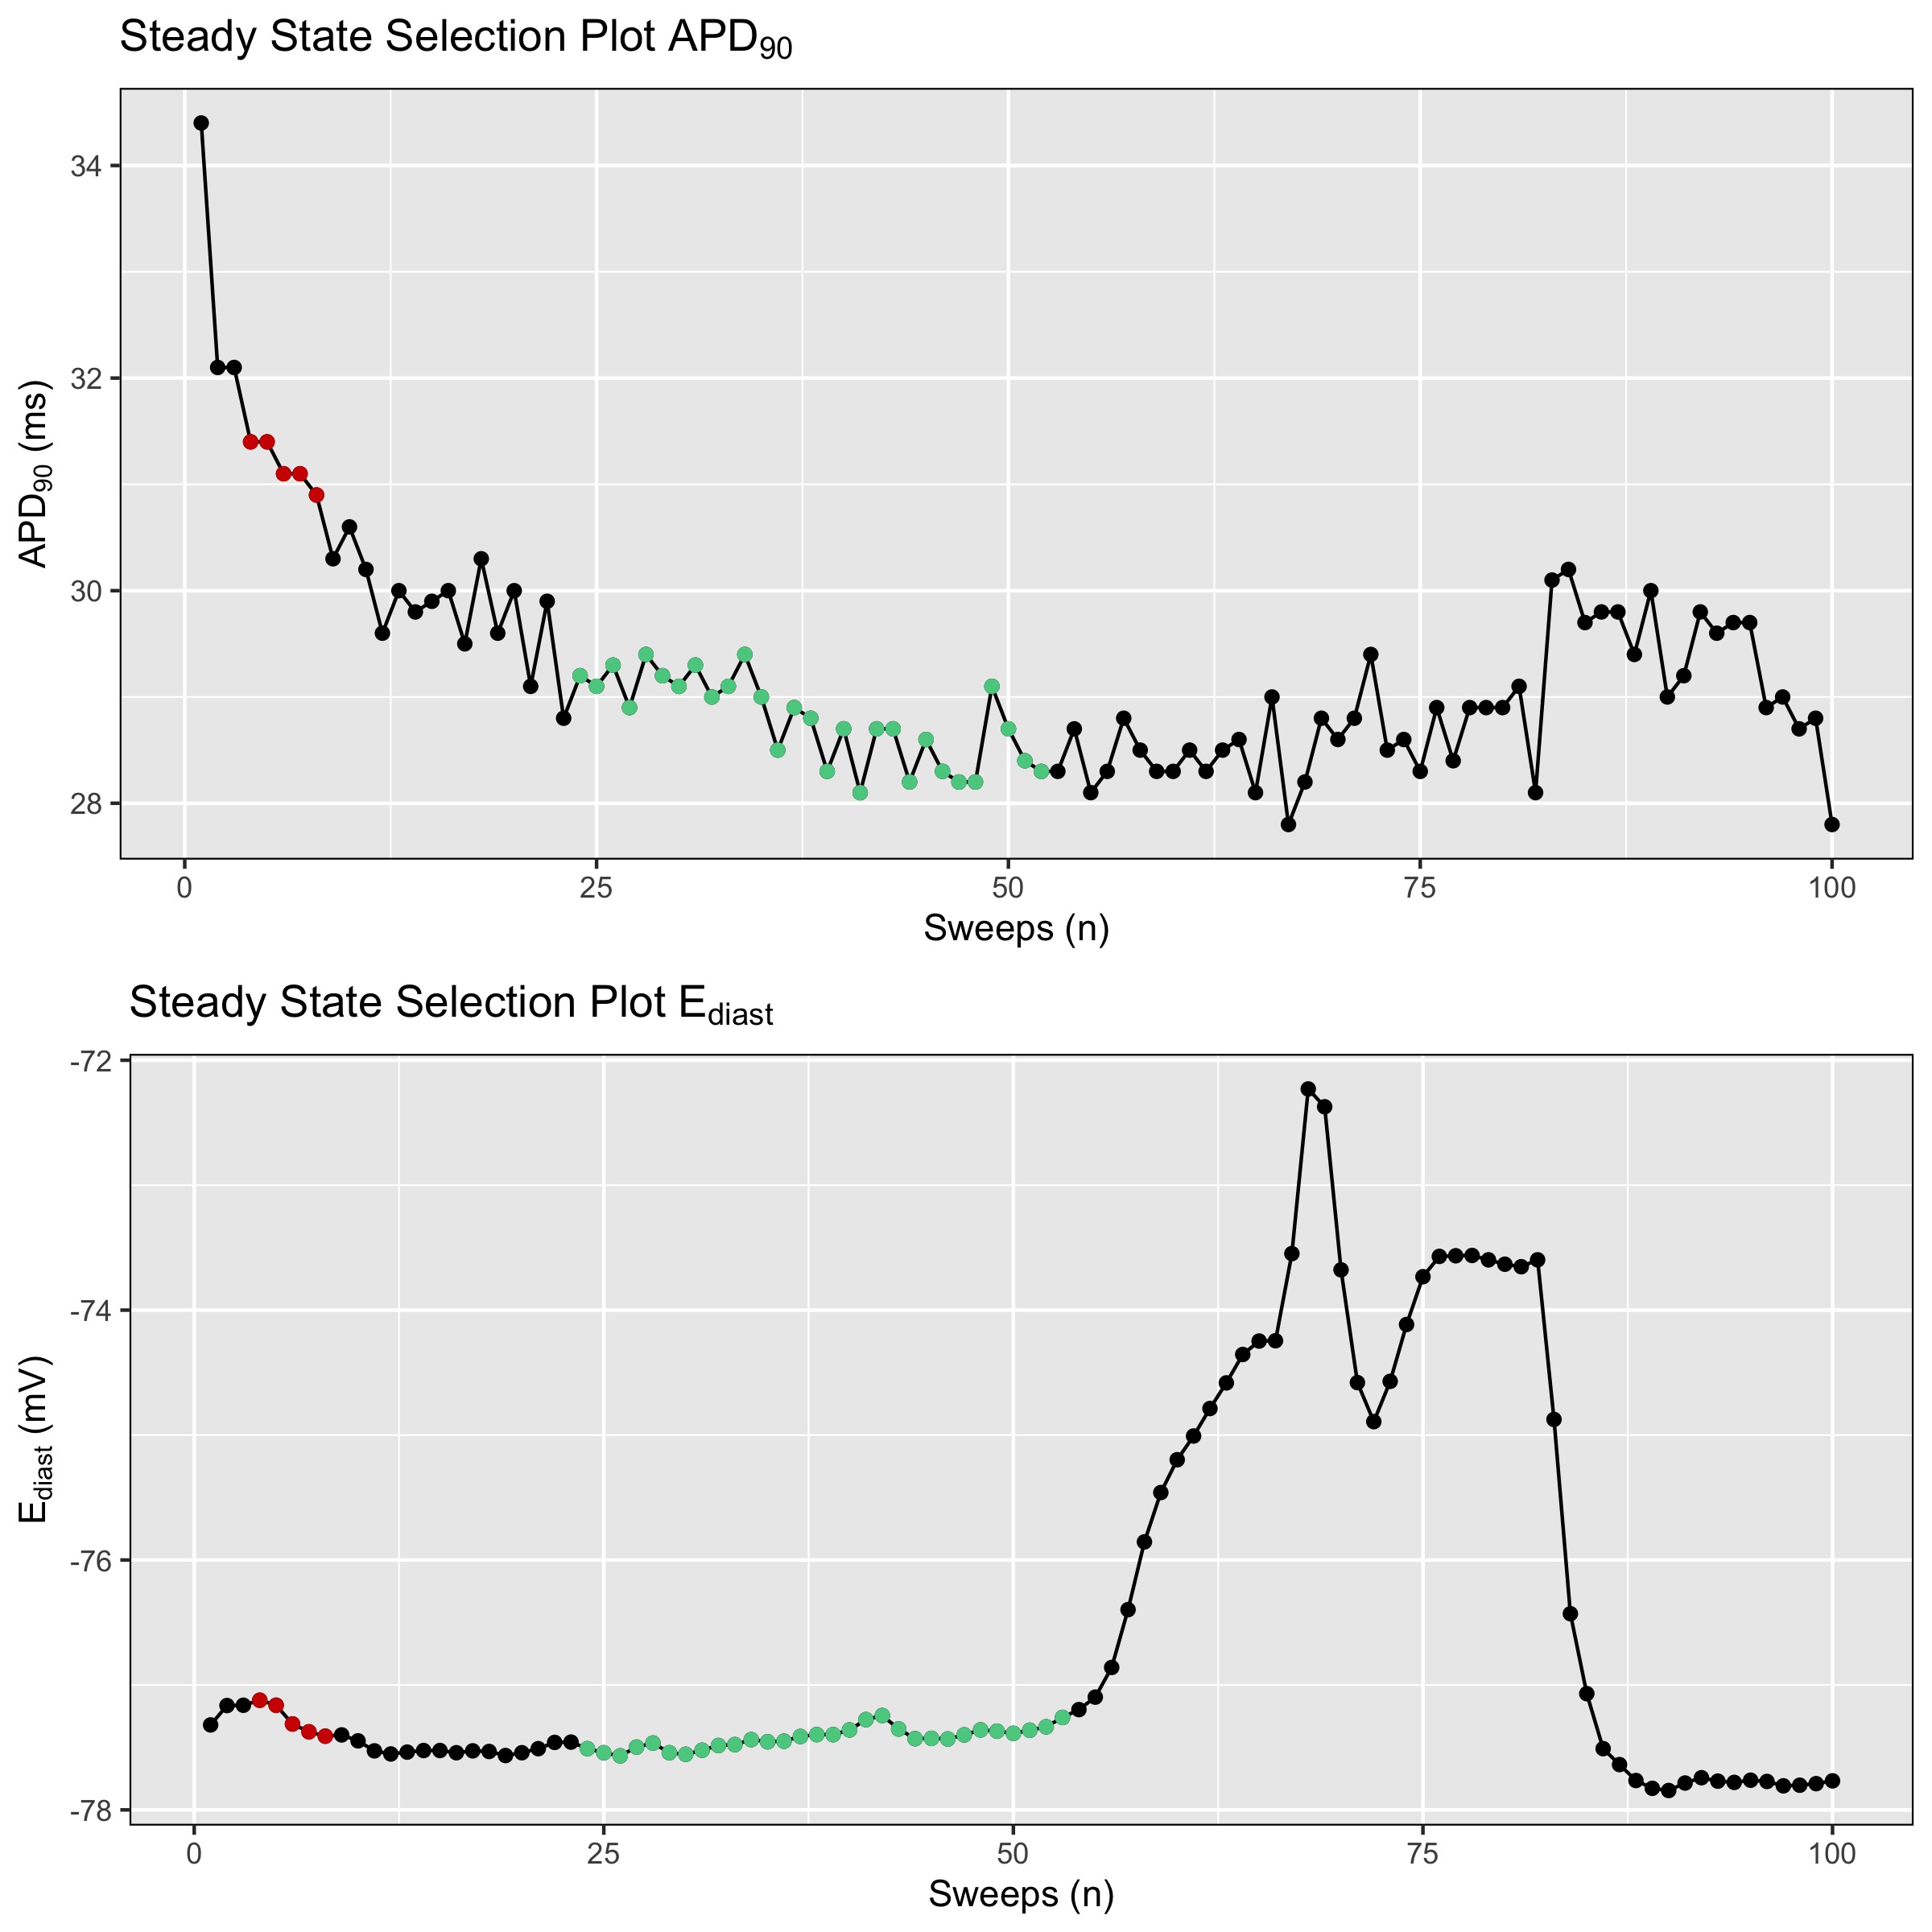 Steady State Selection Plot APD90
34
32
30
28
APD90 (ms)
0 25 50 75 100
Sweeps (n)
Steady State Selection Plot Ediast
-72
-74
-76
-78
Ediast (mV)
0 25 50 75 100
Sweeps (n)